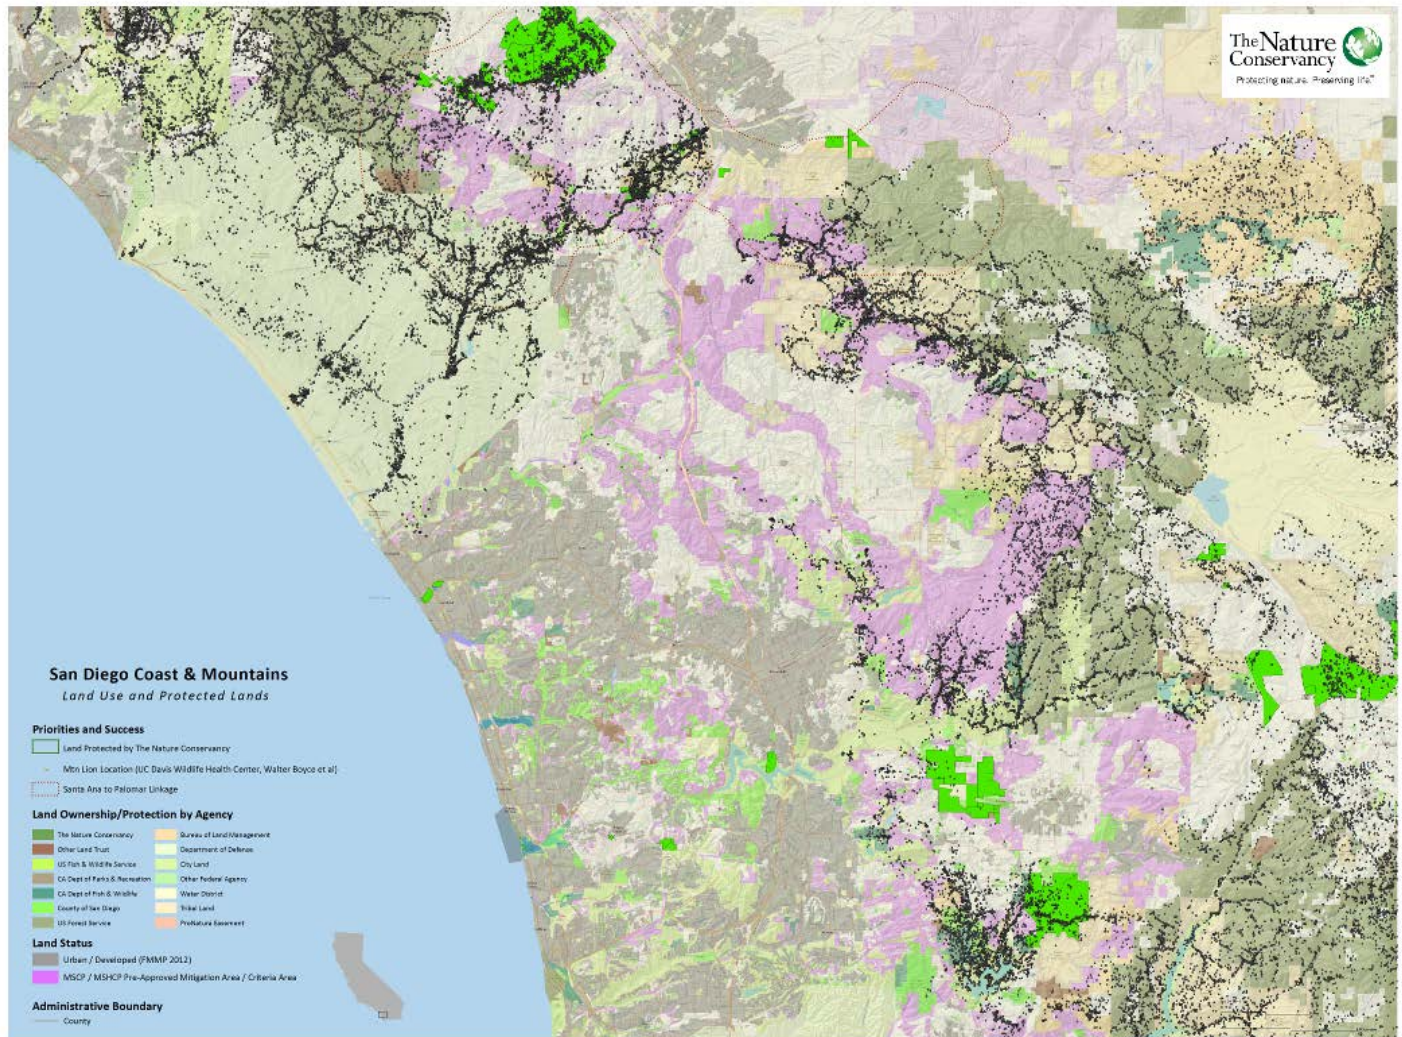 The Nature
Conservancy
Protecting nature. Preserving life.™
San Diego Coast & Mountains
Land Use and Protected Lands
Priorities and Success
Land Protected by The Nature Conservancy
Mtn Lion Location (UC Davis Wildlife Health Center, Walter Boyce et al)
Santa Ana to Palomar Linkage
Land Ownership/Protection by Agency
The Nature Conservancy
Other Land Trust
US Fish & Wildlife Service
CA Dept of Parks & Recreation
CA Dept of Fish & Wildlife
County of San Diego
US Forest Service
Bureau of Land Management
Department of Defense
City Land
Other Federal Agency
Water District
Tribal Land
ProNatura Easement
Land Status
Urban / Developed (FMMP 2012)
MSCP / MSHCP Pre-Approved Mitigation Area / Criteria Area
Administrative Boundary
County